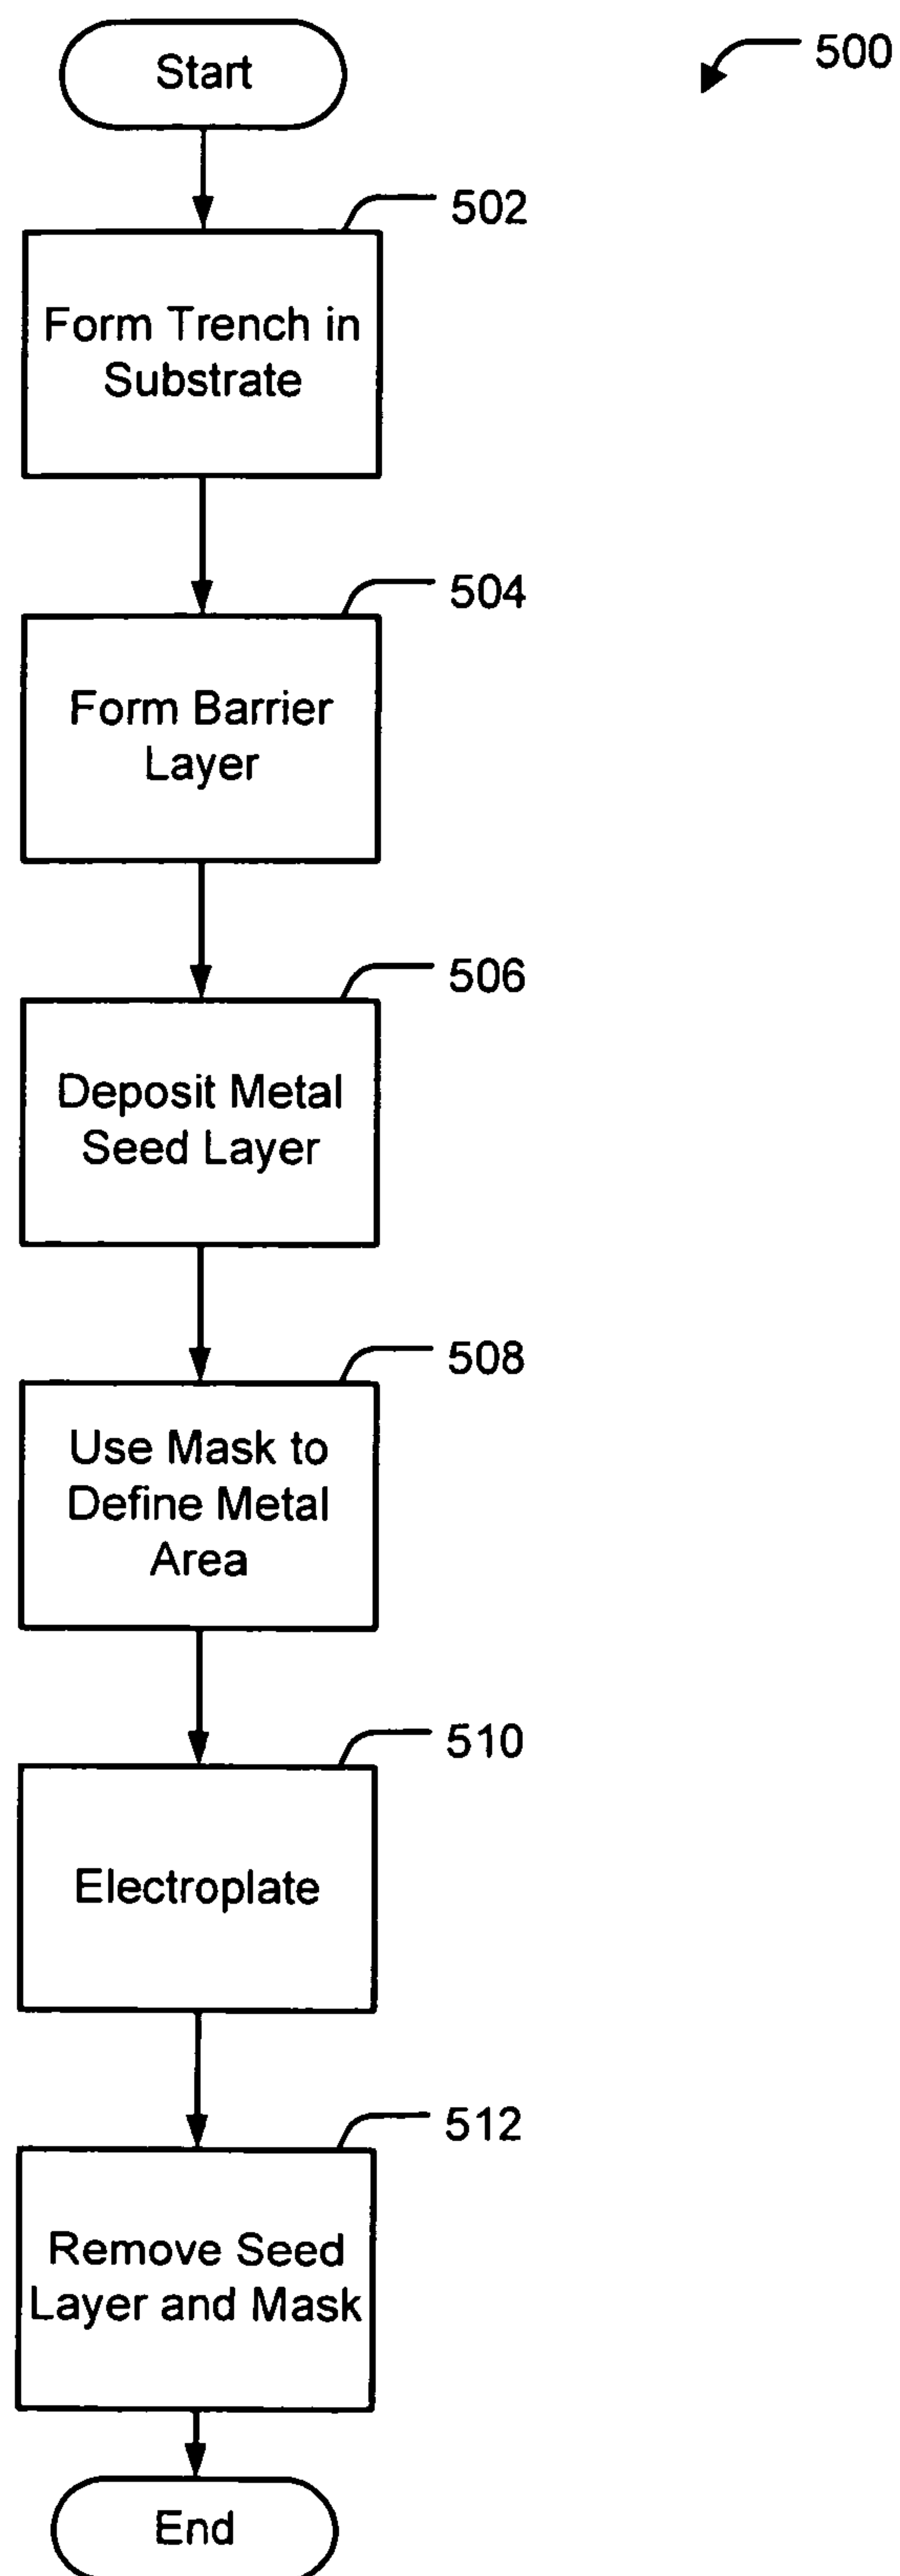 Start
500
502
Form Trench in
Substrate
504
Form Barrier
Layer
506
Deposit Metal
Seed Layer
508
Use Mask to
Define Metal
Area
510
Electroplate
512
Remove Seed
Layer and Mask
End